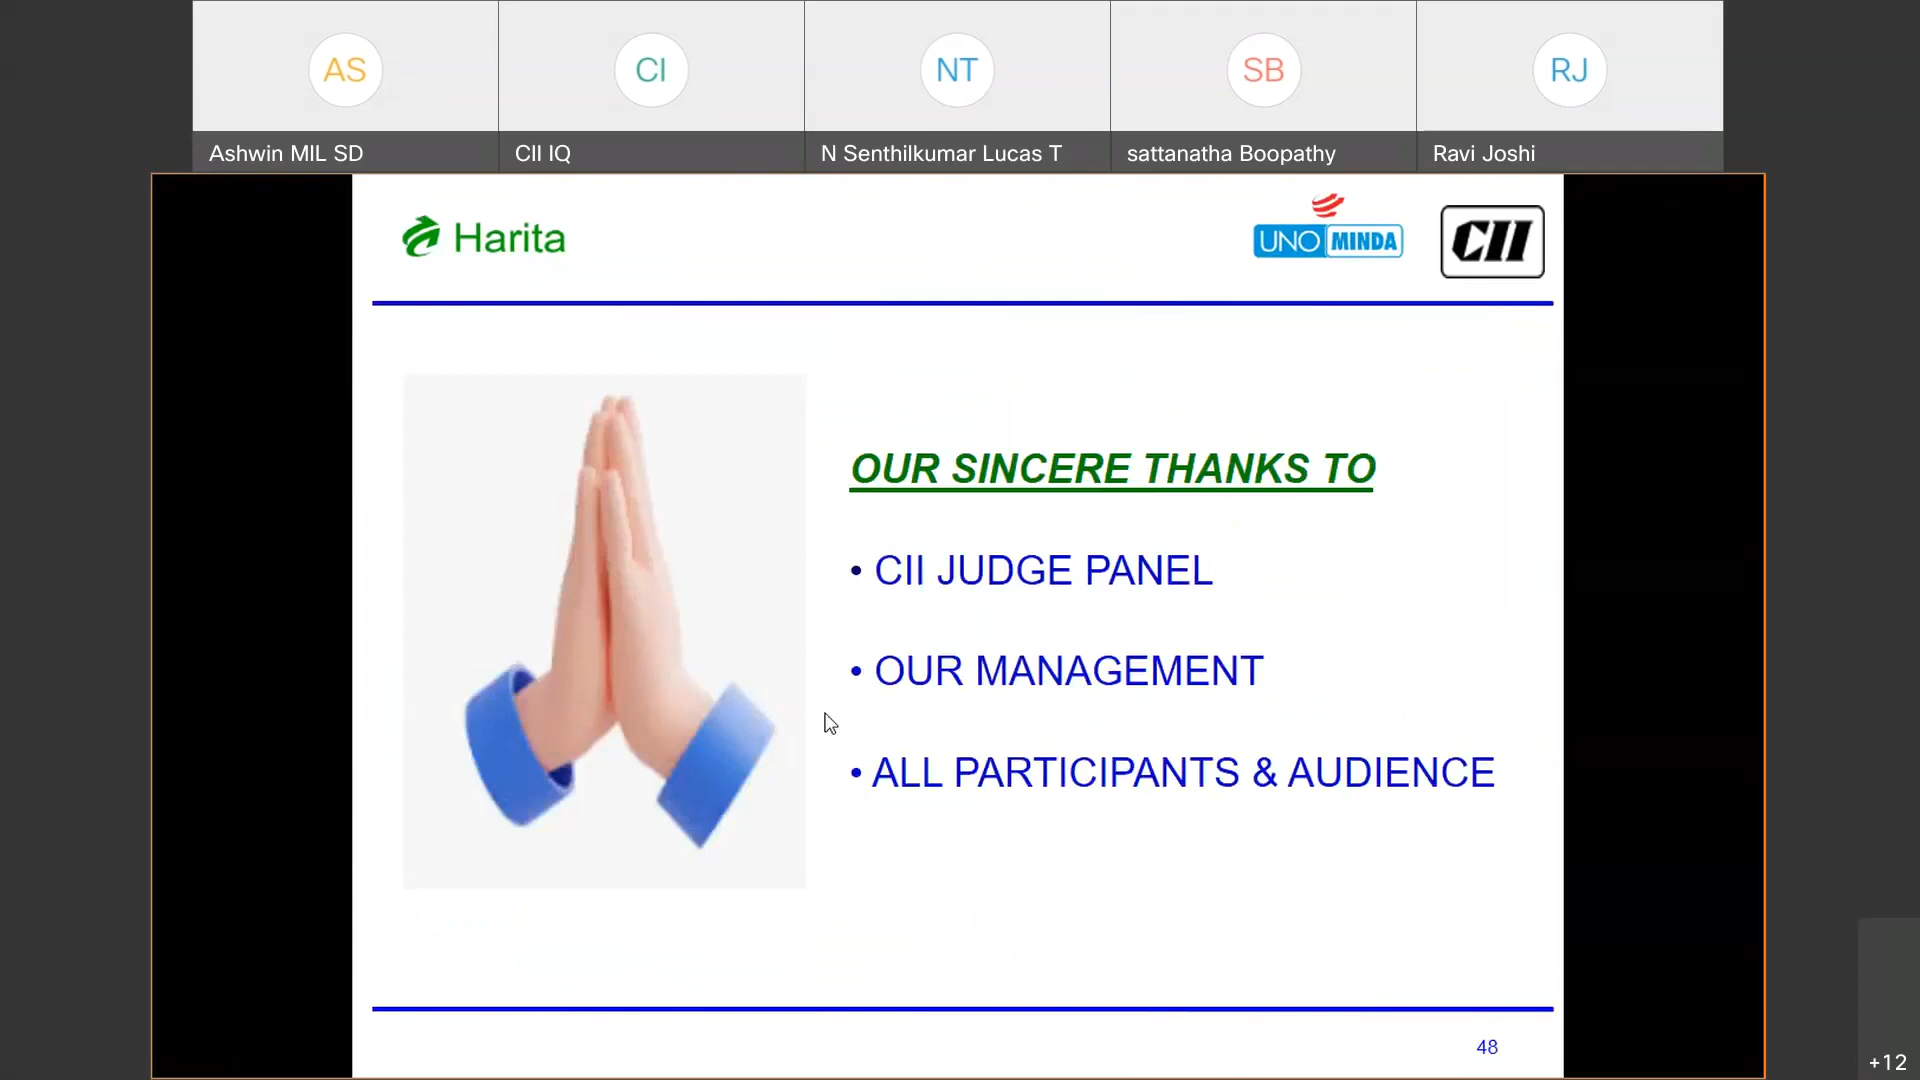 AS
CI
NT
SB
RJ
Ashwin MIL SD
CII IQ
N Senthilkumar Lucas T
sattanatha Boopathy
Ravi Joshi
Harita
UNO MINDA
CII
OUR SINCERE THANKS TO
• CII JUDGE PANEL
• OUR MANAGEMENT
• ALL PARTICIPANTS & AUDIENCE
48
+12